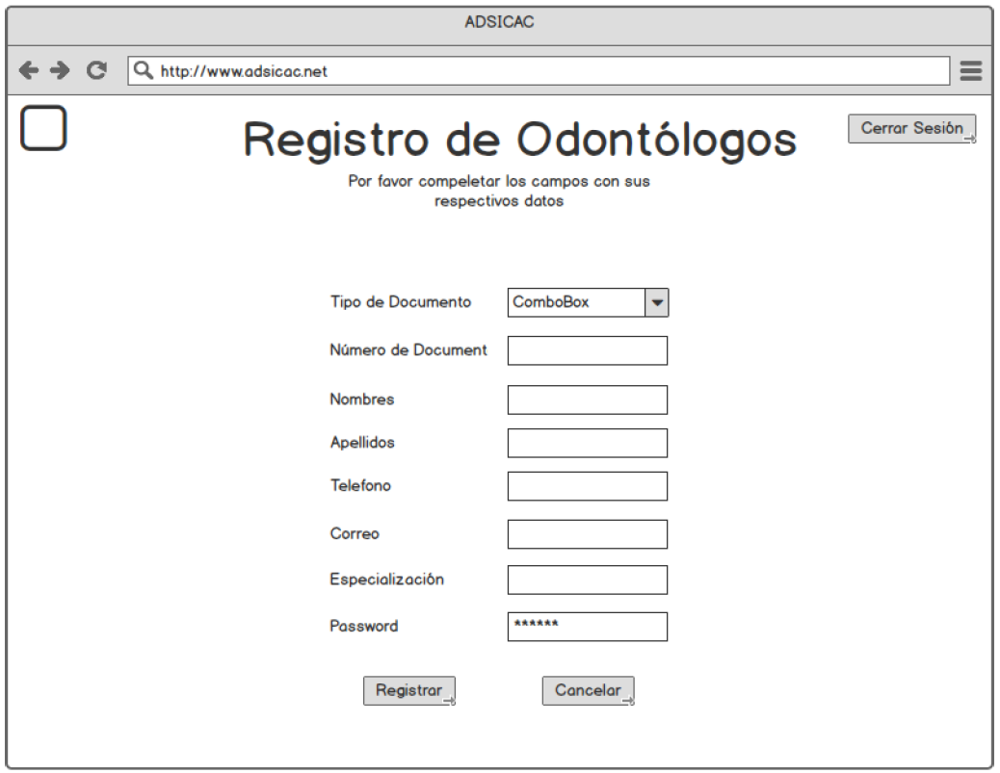 ADSICAC
http://www.adsicac.net
Registro de Odontólogos
Cerrar Sesión
Por favor compeletar los campos con sus
respectivos datos
Tipo de Documento ComboBox
Número de Document
Nombres
Apellidos
Telefono
Correo
Especialización
Password ******
Registrar Cancelar